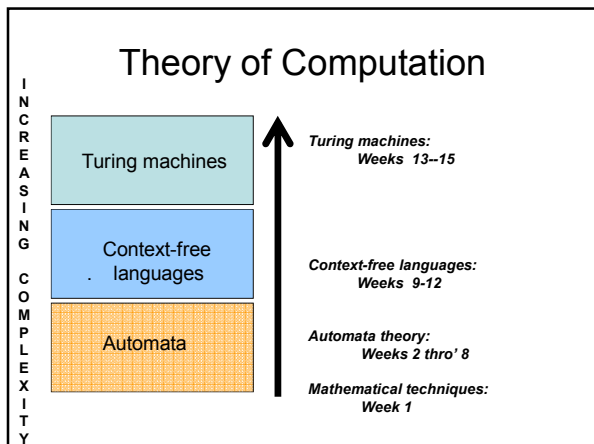 Theory of Computation
INCREASING COMPLEXITY
Turing machines
Context-free
. languages
Automata
Turing machines:
Weeks 13--15
Context-free languages:
Weeks 9-12
Automata theory:
Weeks 2 thro' 8
Mathematical techniques:
Week 1